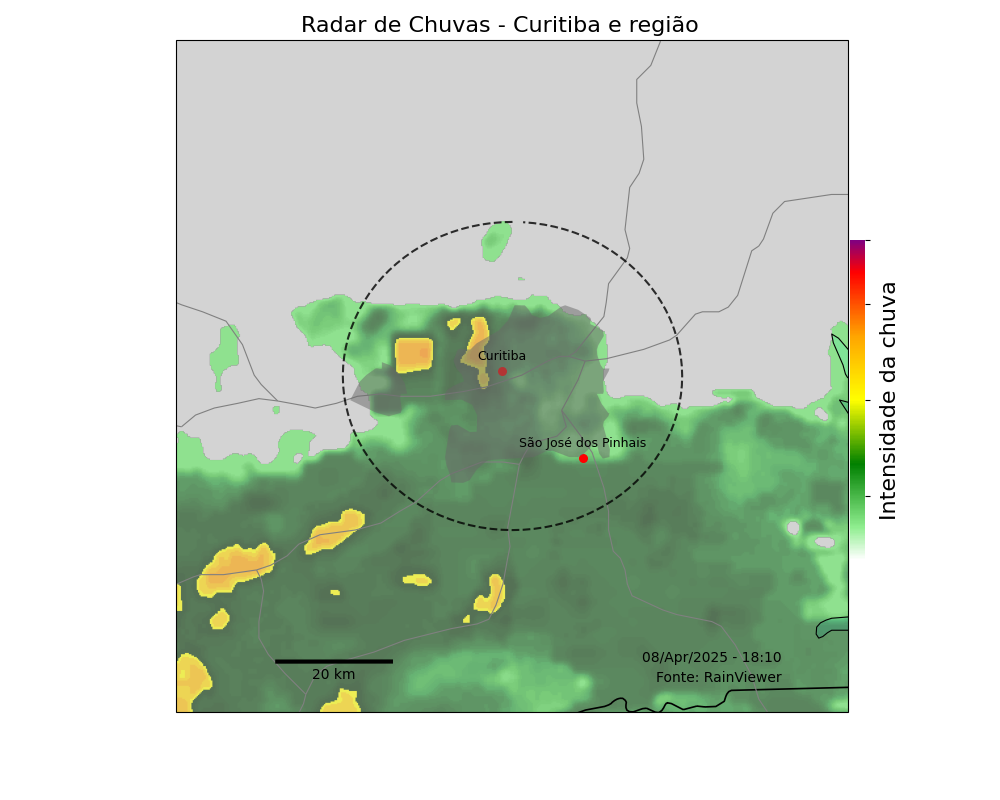 Radar de Chuvas - Curitiba e região
Curitiba
São José dos Pinhais
Intensidade da chuva
08/Apr/2025 - 18:10
Fonte: RainViewer
20 km